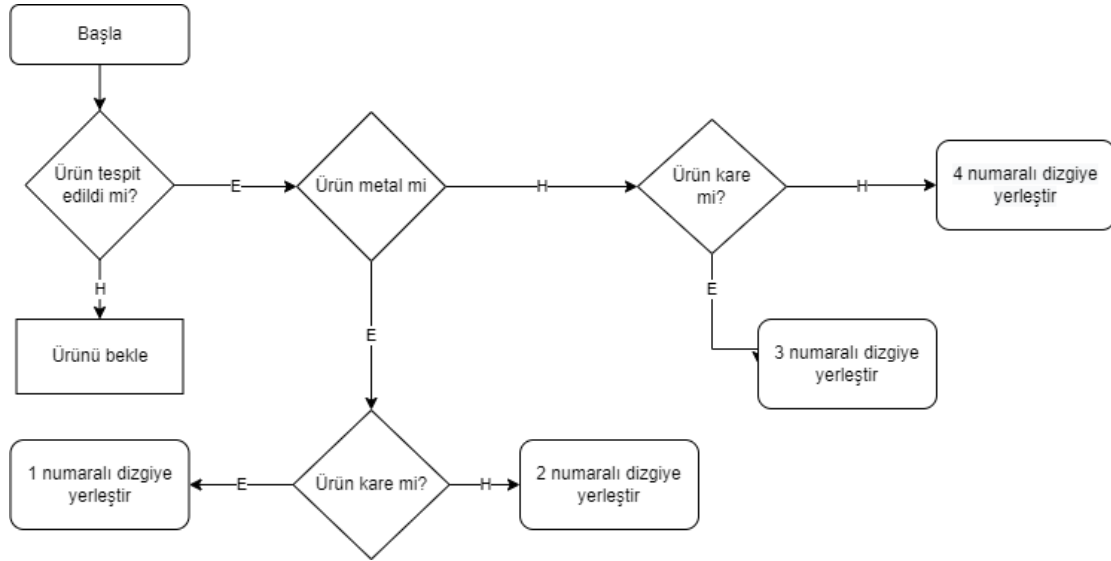 Başla
Ürün tespit
edildi mi?
E
Ürün metal mi
H
Ürün kare
mi?
H
4 numaralı dizgiye
yerleştir
H
E
E
Ürünü bekle
3 numaralı dizgiye
yerleştir
1 numaralı dizgiye
yerleştir
E
Ürün kare mi?
H
2 numaralı dizgiye
yerleştir